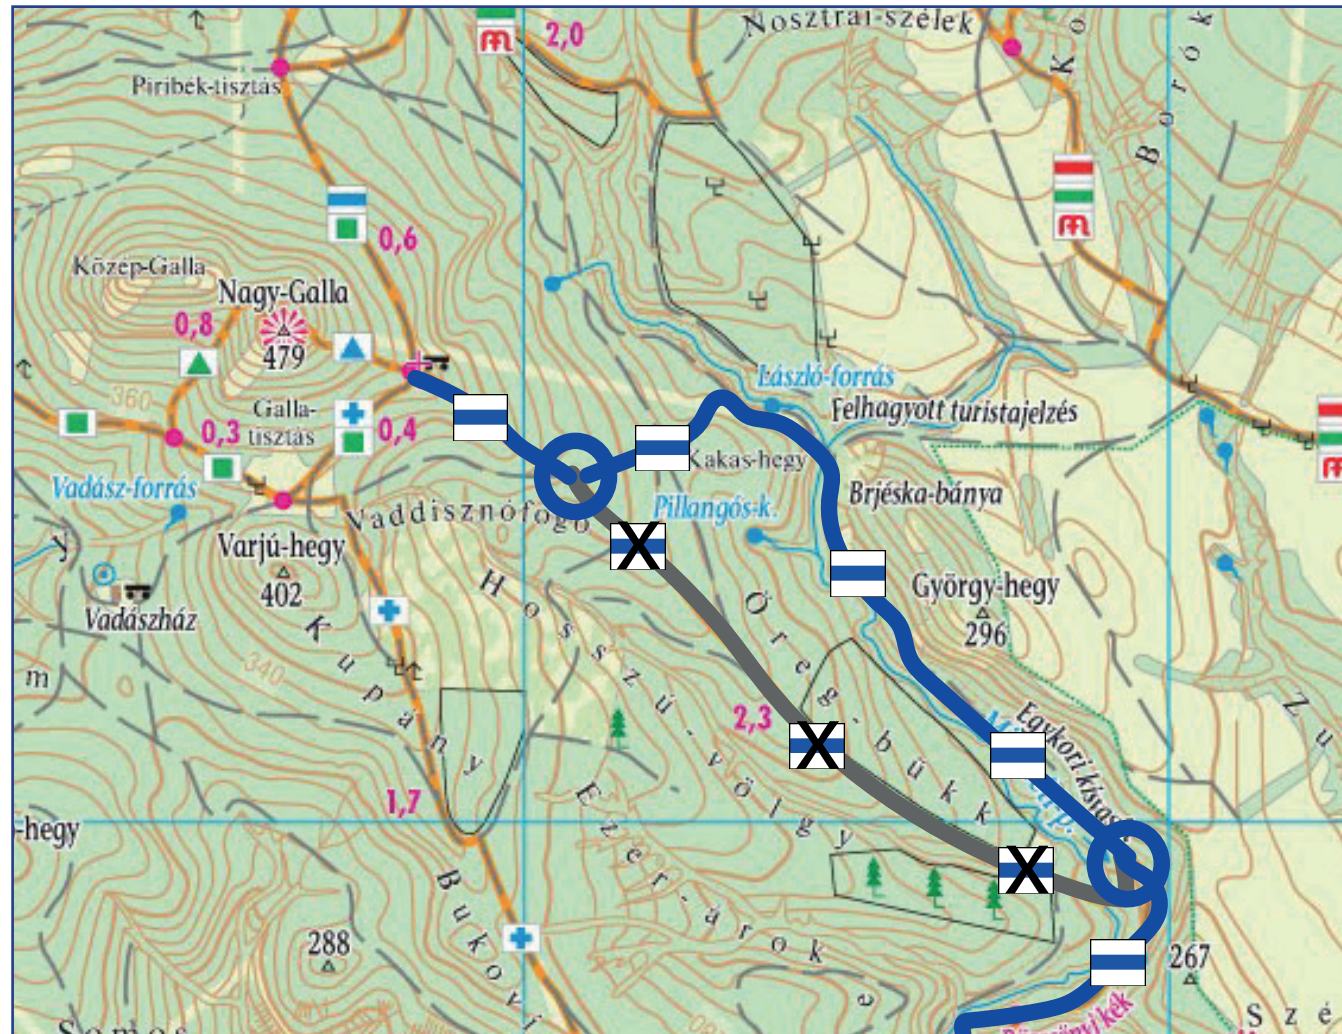 2,0
Nosztrai-szélek
K o
B o r ó k
Piribék-tisztás
0,6
Közép-Galla
Nagy-Galla
0,8
479
360
Galla-
tisztás
0,3
0,4
László-forrás
Felhagyott turistajelzés
Kakas-hegy
Vadász-forrás
Vaddisznófogó
Pillangós-k.
Brjéska-bánya
y
Varjú-hegy
402
Vadászház
György-hegy
296
Hosszú-völgy
Kupány
Öreg-bükk
340
m
2,3
Egykori kisvasút
p.
Z u
1,7
-hegy
Ezer-árok
Bukov
288
267
e
Somos
S z é